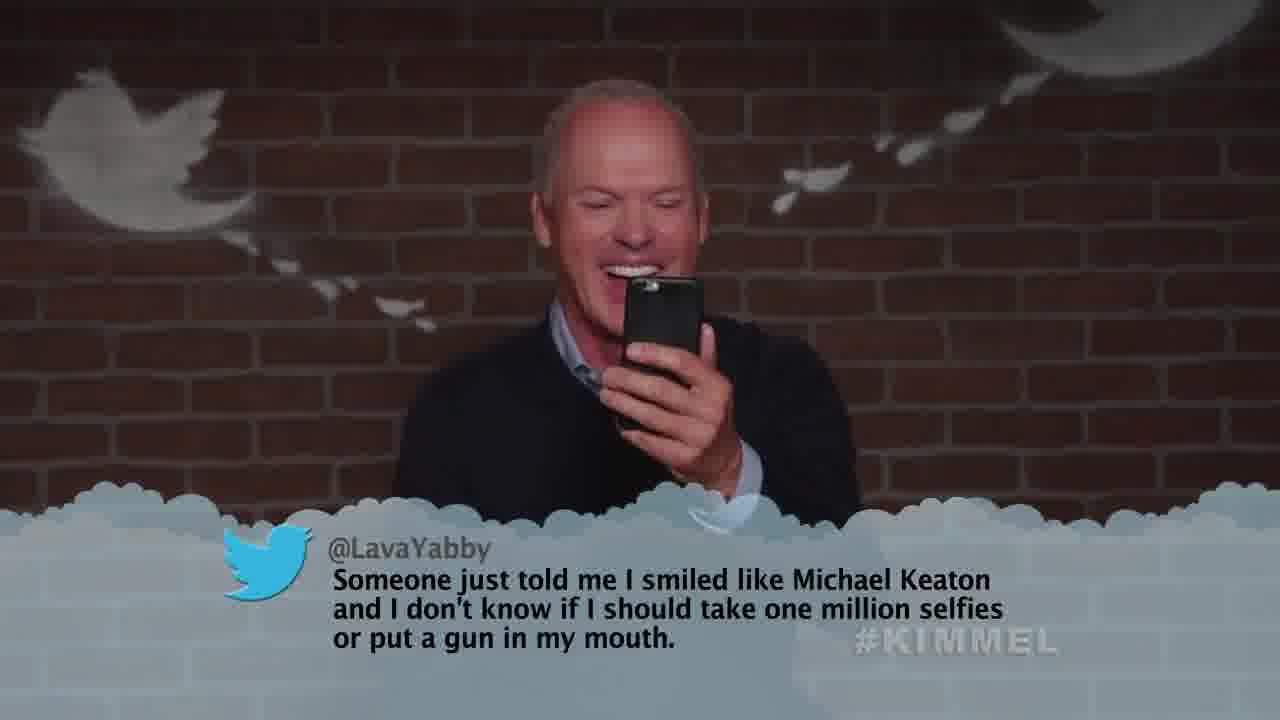 @LavaYabby
Someone just told me I smiled like Michael Keaton
and I don't know if I should take one million selfies
or put a gun in my mouth.
#KIMMEL